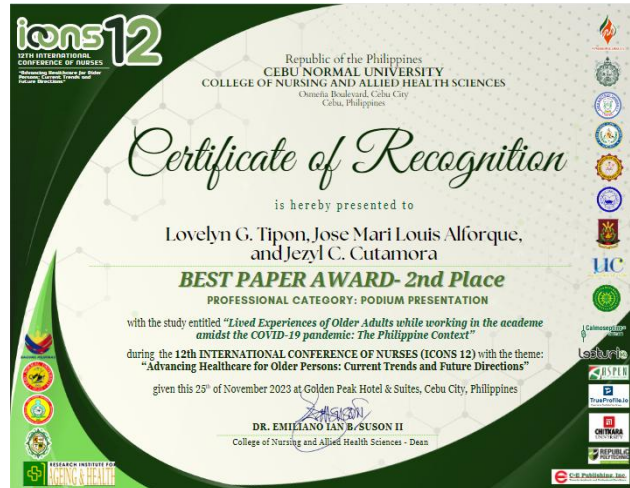 icons 12
12TH INTERNATIONAL
CONFERENCE OF NURSES
"Advancing Healthcare for Older
Persons: Current Trends and
Future Directions"
Republic of the Philippines
CEBU NORMAL UNIVERSITY
COLLEGE OF NURSING AND ALLIED HEALTH SCIENCES
Osmeña Boulevard, Cebu City
Cebu, Philippines
Certificate of Recognition
is hereby presented to
Lovelyn G. Tipon, Jose Mari Louis Alforque,
and Jezyl C. Cutamora
BEST PAPER AWARD- 2nd Place
PROFESSIONAL CATEGORY: PODIUM PRESENTATION
with the study entitled "Lived Experiences of Older Adults while working in the academe
amidst the COVID-19 pandemic: The Philippine Context"
during the 12th INTERNATIONAL CONFERENCE OF NURSES (ICONS 12) with the theme:
"Advancing Healthcare for Older Persons: Current Trends and Future Directions"
given this 25th of November 2023 at Golden Peak Hotel & Suites, Cebu City, Philippines
DR. EMILIANO IAN B. SUSON II
College of Nursing and Allied Health Sciences - Dean
RESEARCH INSTITUTE FOR
AGEING & HEALTH
UC
Calmoseptine
lecturio
ASPEN
TrueProfile.io
CHITKARA
UNIVERSITY
REPUBLIC
POLYTECHNIC
C&E Publishing, Inc.